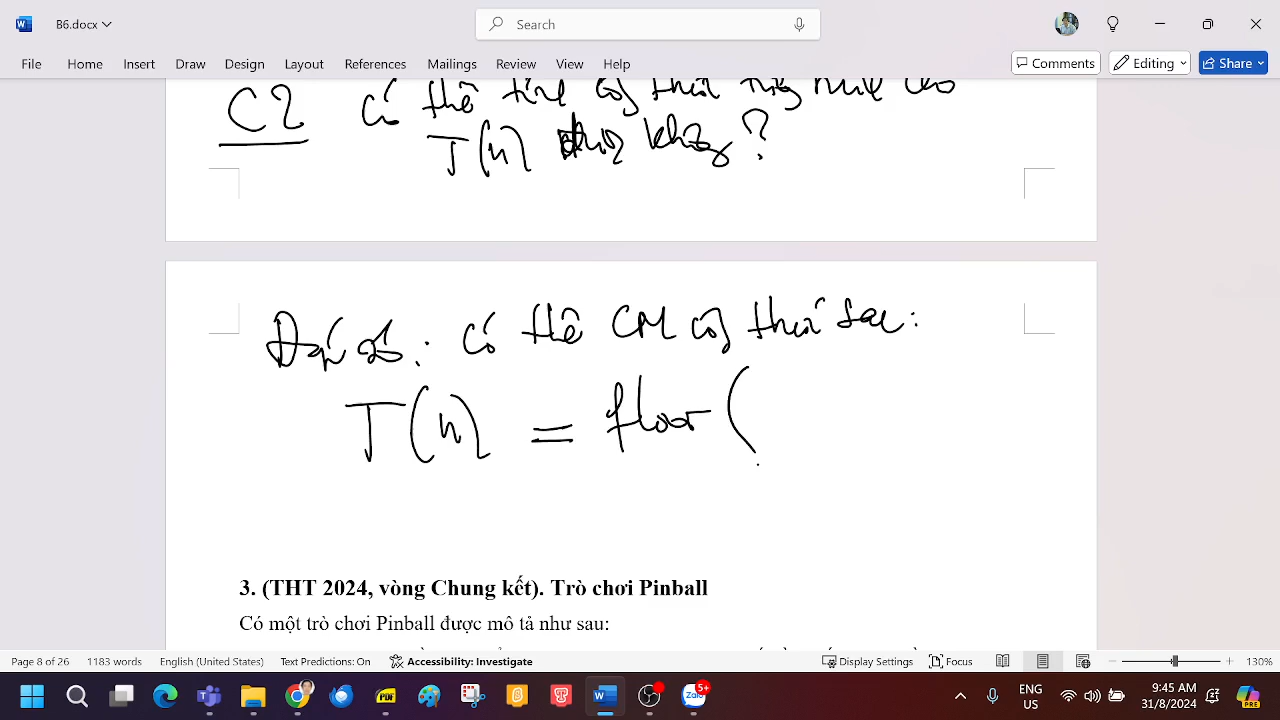 B6.docx
Search
File Home Insert Draw Design Layout References Mailings Review View Help Comments Editing Share
C2 Có thể tính công thức tường minh cho
T(n) được không?
Đáp số: Có thể CM công thức sau:
T(n) = floor (
3. (THT 2024, vòng Chung kết). Trò chơi Pinball
Có một trò chơi Pinball được mô tả như sau:
Page 8 of 26 1183 words English (United States) Text Predictions: On Accessibility: Investigate Display Settings Focus 130%
5+
ENG 9:45 AM
US 31/8/2024